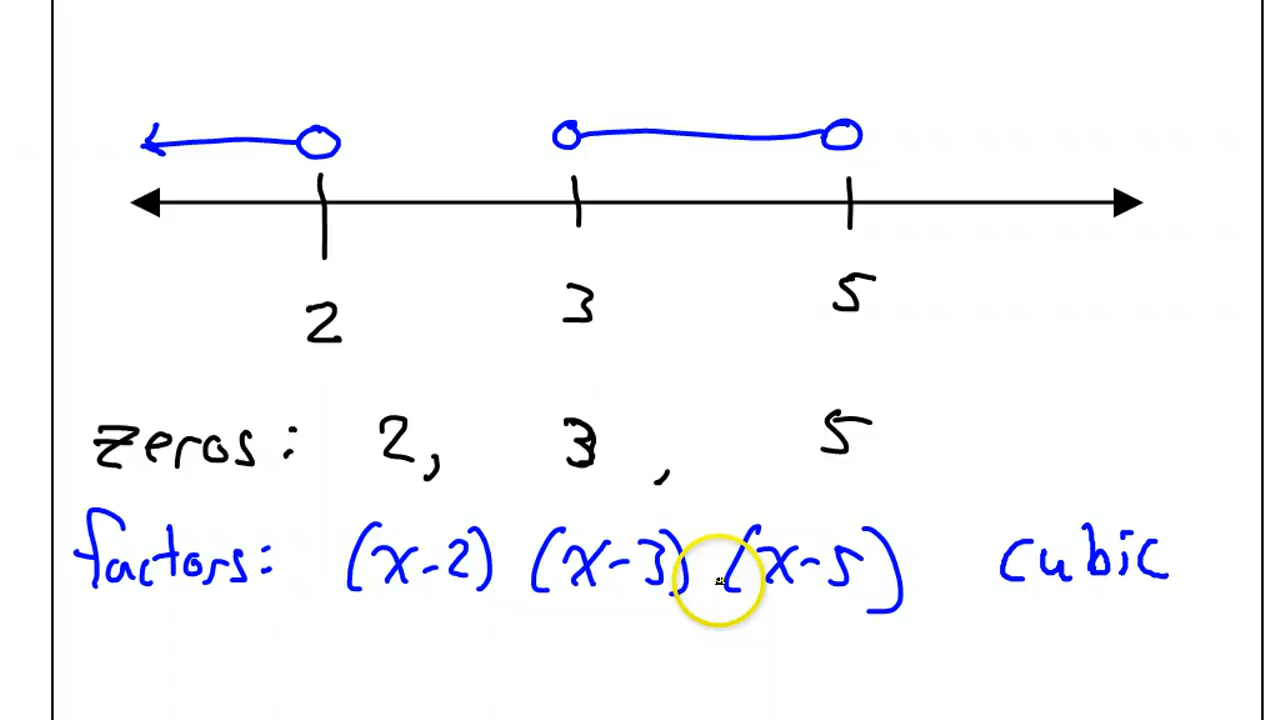 2 3 5
zeros: 2, 3, 5
factors: (x-2) (x-3) (x-5) cubic